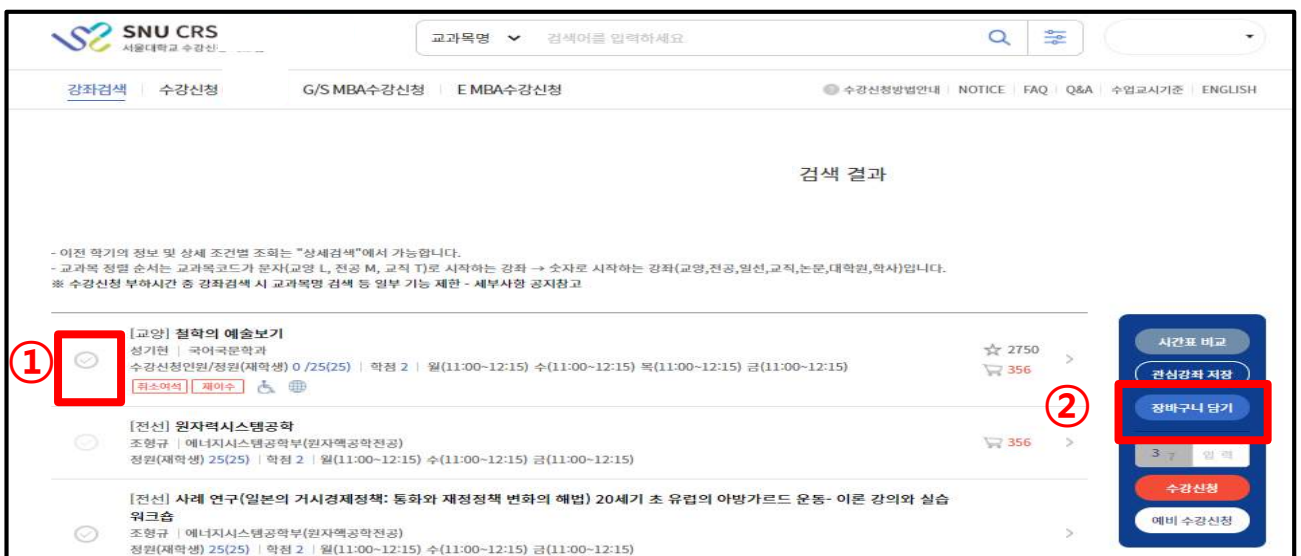 SNU CRS
서울대학교 수강신
교과목명 검색어를 입력하세요
강좌검색 수강신청 G/S MBA수강신청 E MBA수강신청 수강신청방법안내 NOTICE FAQ Q&A 수업교시기준 ENGLISH
검색 결과
- 이전 학기의 정보 및 상세 조건별 조회는 "상세검색"에서 가능합니다.
- 교과목 정렬 순서는 교과목코드가 문자(교양 L, 전공 M, 교직 T)로 시작하는 강좌 → 숫자로 시작하는 강좌(교양,전공,일선,교직,논문,대학원,학사)입니다.
※ 수강신청 부하시간 중 강좌검색 시 교과목명 검색 등 일부 기능 제한 - 세부사항 공지참고
①
[교양] 철학의 예술보기
성기현 | 국어국문학과
수강신청인원/정원(재학생) 0 /25(25) | 학점 2 | 월(11:00~12:15) 수(11:00~12:15) 목(11:00~12:15) 금(11:00~12:15)
취소여석 재이수
☆ 2750
356
[전선] 원자력시스템공학
조형규 | 에너지시스템공학부(원자핵공학전공)
정원(재학생) 25(25) | 학점 2 | 월(11:00~12:15) 수(11:00~12:15) 금(11:00~12:15)
356
[전선] 사례 연구(일본의 거시경제정책: 통화와 재정정책 변화의 해법) 20세기 초 유럽의 아방가르드 운동- 이론 강의와 실습
워크숍
조형규 | 에너지시스템공학부(원자핵공학전공)
정원(재학생) 25(25) | 학점 2 | 월(11:00~12:15) 수(11:00~12:15) 금(11:00~12:15)
시간표 비교
관심강좌 저장
②
장바구니 담기
3 7 입력
수강신청
예비 수강신청